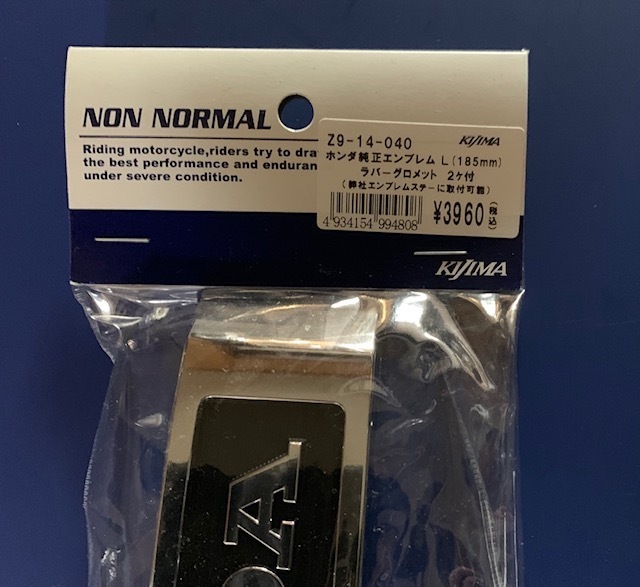 NON NORMAL
Riding motorcycle,riders try to dra
the best performance and enduran
under severe condition.
Z9-14-040 KIJIMA
ホンダ純正エンブレム L(185mm)
ラバーグロメット 2ケ付
(弊社エンブレムステーに取付可能)
4 934154 994808
¥3960(税込)
KIJIMA
DA